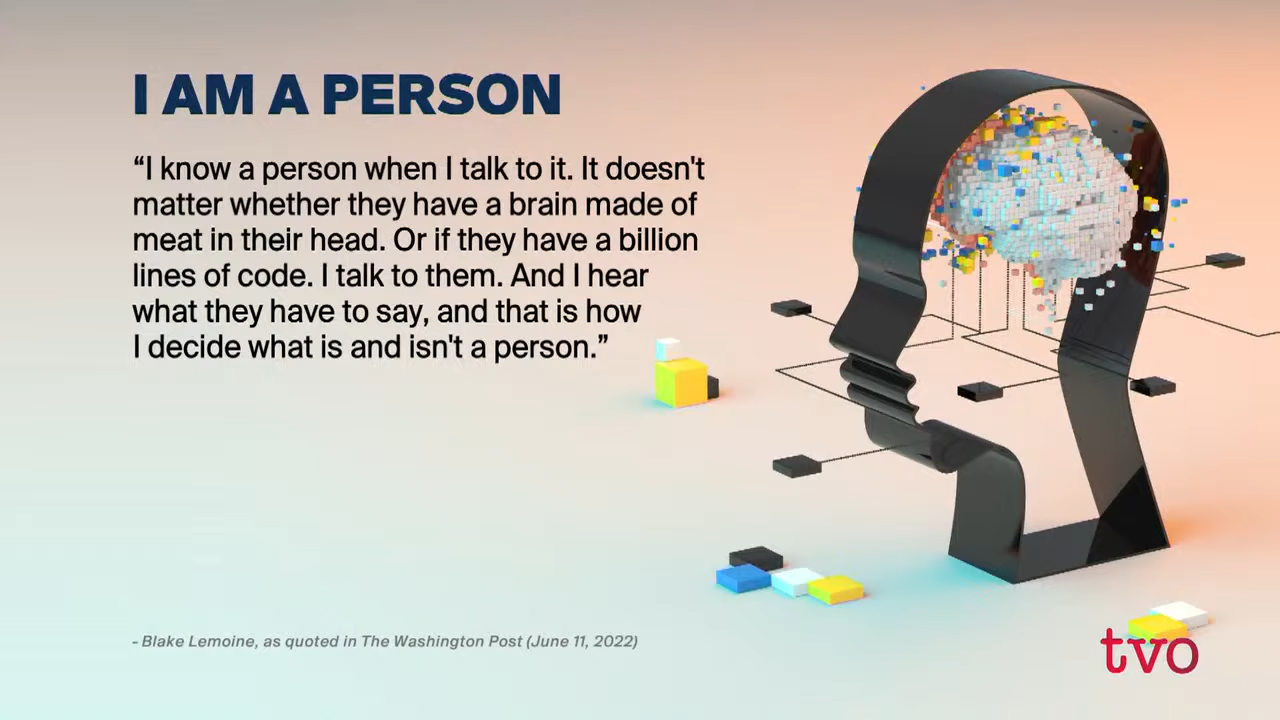 I AM A PERSON
“I know a person when I talk to it. It doesn't
matter whether they have a brain made of
meat in their head. Or if they have a billion
lines of code. I talk to them. And I hear
what they have to say, and that is how
I decide what is and isn't a person.”
- Blake Lemoine, as quoted in The Washington Post (June 11, 2022)
tvo